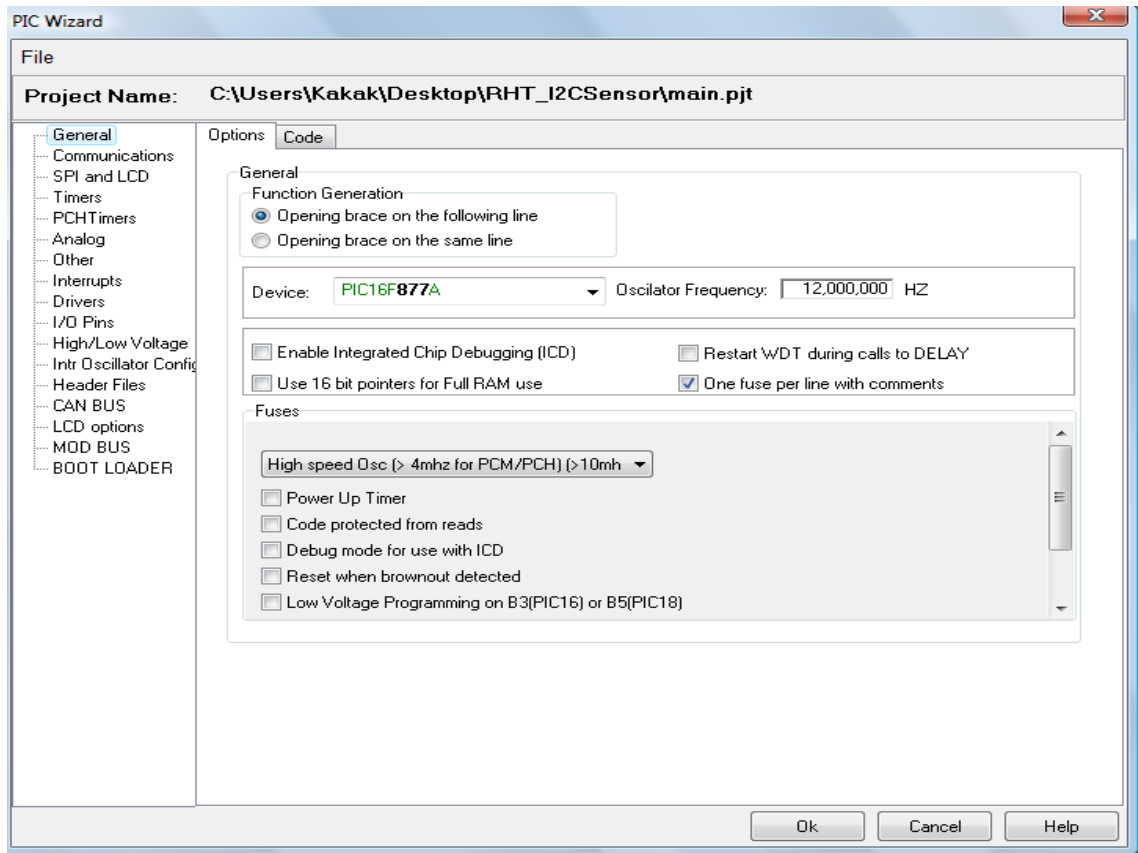 PIC Wizard
File
Project Name: C:\Users\Kakak\Desktop\RHT_I2CSensor\main.pjt
General
Communications
SPI and LCD
Timers
PCHTimers
Analog
Other
Interrupts
Drivers
I/O Pins
High/Low Voltage
Intr Oscillator Config
Header Files
CAN BUS
LCD options
MOD BUS
BOOT LOADER
Options Code
General
Function Generation
Opening brace on the following line
Opening brace on the same line
Device: PIC16F877A Oscilator Frequency: 12,000,000 HZ
Enable Integrated Chip Debugging (ICD) Restart WDT during calls to DELAY
Use 16 bit pointers for Full RAM use One fuse per line with comments
Fuses
High speed Osc (> 4mhz for PCM/PCH) (>10mh
Power Up Timer
Code protected from reads
Debug mode for use with ICD
Reset when brownout detected
Low Voltage Programming on B3(PIC16) or B5(PIC18)
Ok Cancel Help